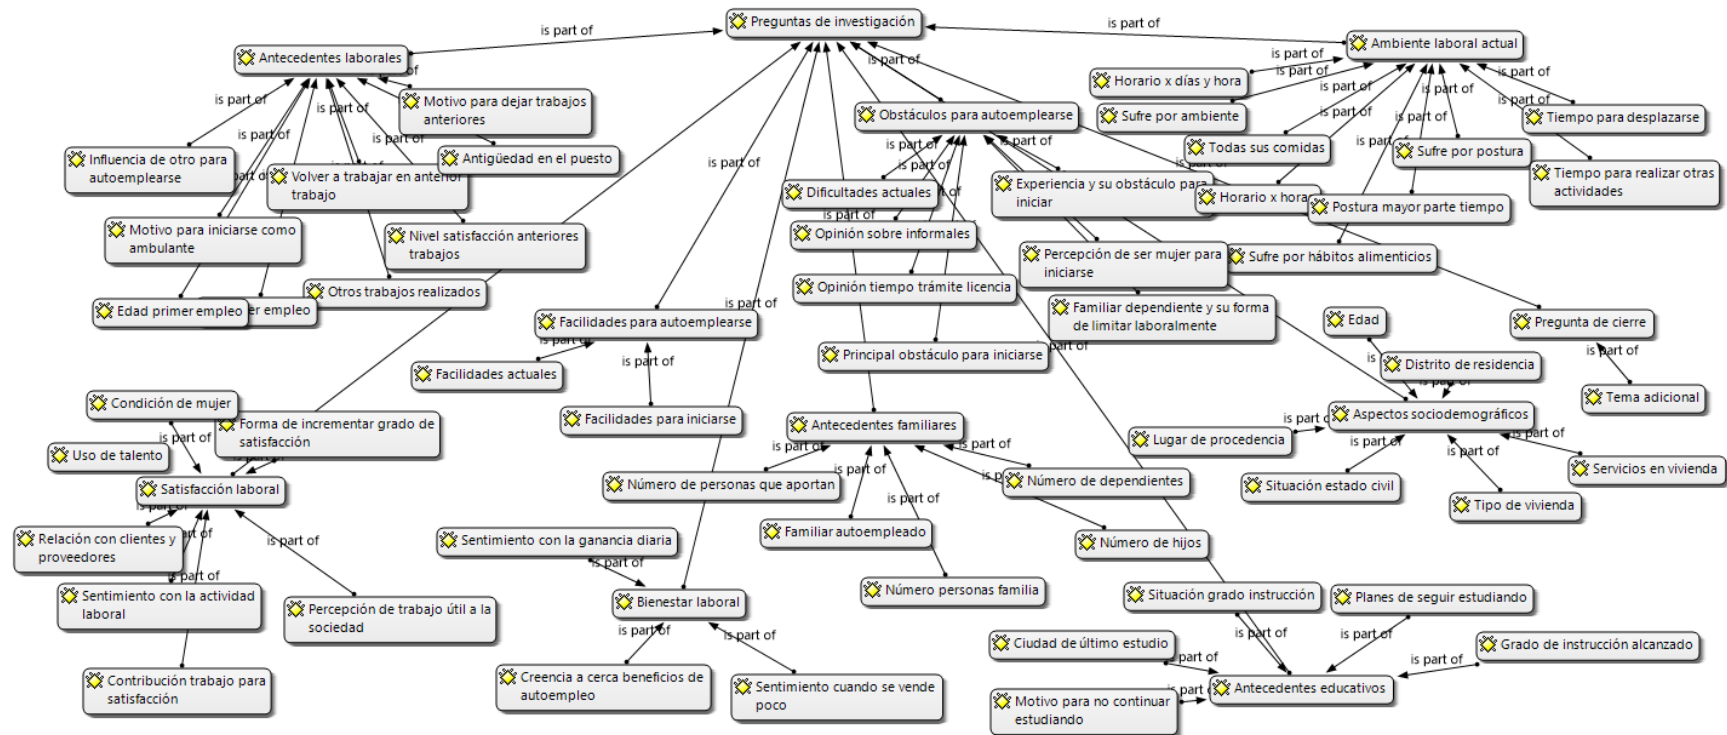 Preguntas de investigación
is part of
is part of
Antecedentes laborales
Ambiente laboral actual
is part of
is part of
Horario x días y hora
is part of
is part of
is part of
Motivo para dejar trabajos
anteriores
is part of
Obstáculos para autoemplearse
Sufre por ambiente
is part of
is part of
Tiempo para desplazarse
is part of
is part of
Influencia de otro para
autoemplearse
Antigüedad en el puesto
is part of
Todas sus comidas
Sufre por postura
is part of
Volver a trabajar en anterior
trabajo
Dificultades actuales
Experiencia y su obstáculo para
iniciar
Tiempo para realizar otras
actividades
Horario x hora
Postura mayor parte tiempo
Motivo para iniciarse como
ambulante
Nivel satisfacción anteriores
trabajos
Opinión sobre informales
Percepción de ser mujer para
iniciarse
Sufre por hábitos alimenticios
Otros trabajos realizados
Opinión tiempo trámite licencia
Edad primer empleo
er empleo
is part of
Familiar dependiente y su forma
de limitar laboralmente
Facilidades para autoemplearse
Edad
Pregunta de cierre
is part of
Principal obstáculo para iniciarse
is part of
Facilidades actuales
Distrito de residencia
Tema adicional
Condición de mujer
Forma de incrementar grado de
satisfacción
Facilidades para iniciarse
Antecedentes familiares
Aspectos sociodemográficos
is part of
Uso de talento
is part of
Lugar de procedencia
is part of
is part of
Servicios en vivienda
Satisfacción laboral
Número de personas que aportan
is part of
is part of
Número de dependientes
Situación estado civil
Tipo de vivienda
Relación con clientes y
proveedores
is part of
Sentimiento con la ganancia diaria
Familiar autoempleado
Número de hijos
is part of
Sentimiento con la actividad
laboral
Percepción de trabajo útil a la
sociedad
Bienestar laboral
Número personas familia
Situación grado instrucción
Planes de seguir estudiando
is part of
is part of
is part of
is part of
Ciudad de último estudio
Grado de instrucción alcanzado
is part of
is part of
Contribución trabajo para
satisfacción
Creencia a cerca beneficios de
autoempleo
Sentimiento cuando se vende
poco
Motivo para no continuar
estudiando
Antecedentes educativos